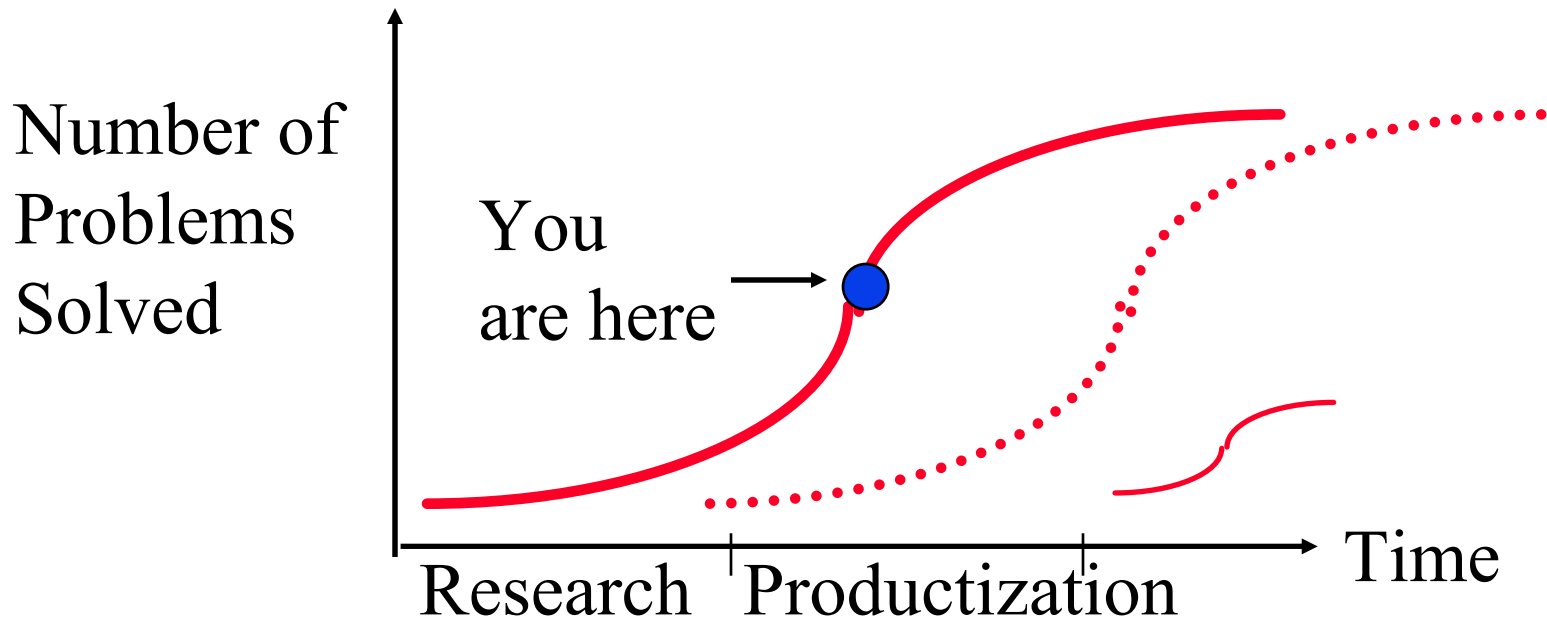 Number of
Problems
Solved
You
are here
Time
Research
Productization